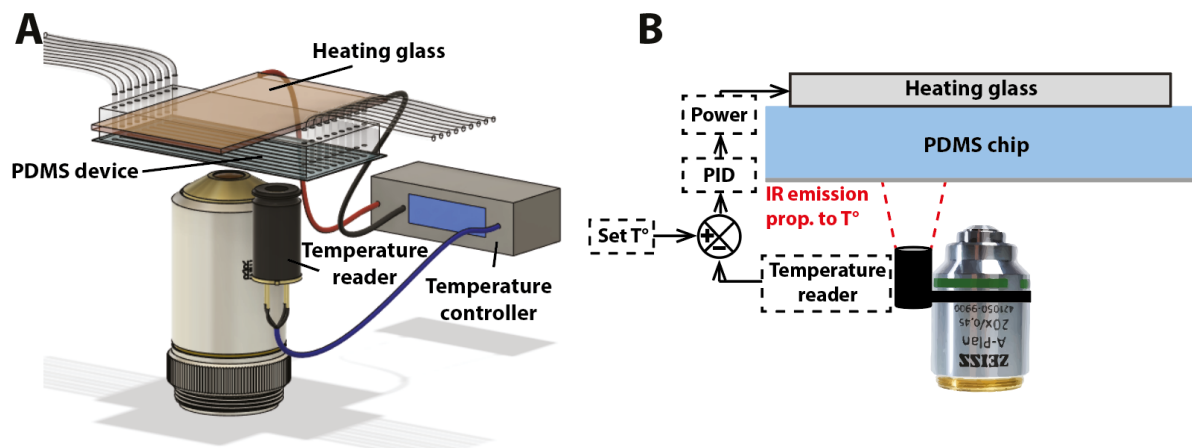 A
Heating glass
PDMS device
Temperature
reader
Temperature
controller
B
Heating glass
Power
PDMS chip
PID
IR emission
prop. to T°
Set T°
+
−
Temperature
reader
20x/0,45
421050-9900
A-Plan
ZEISS